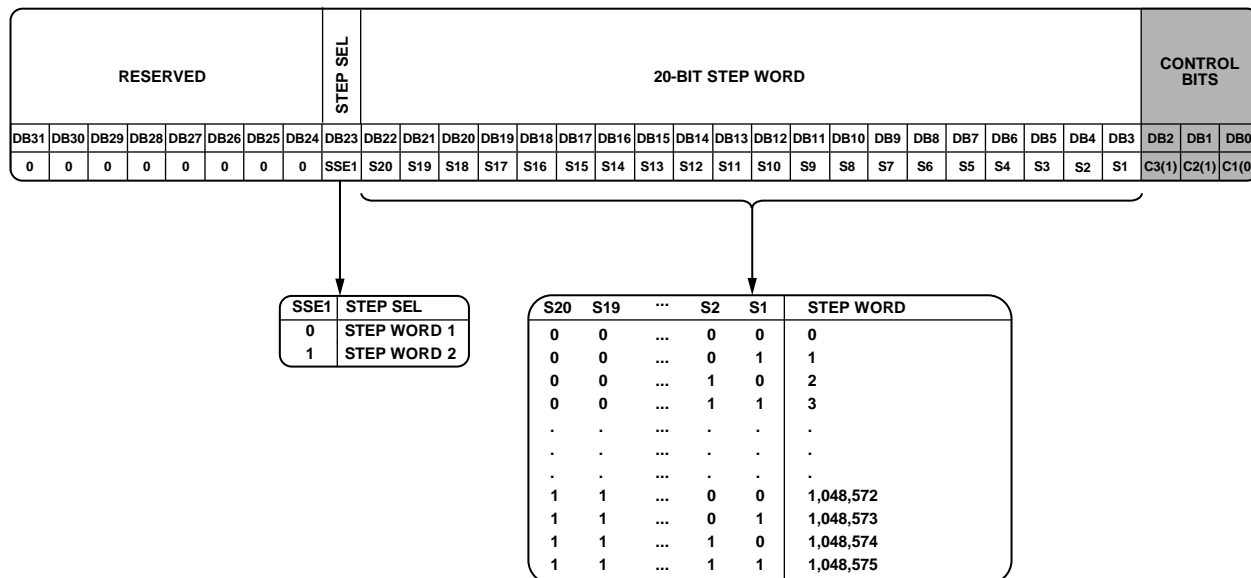 RESERVED
STEP SEL
20-BIT STEP WORD
CONTROL
BITS
DB31 DB30 DB29 DB28 DB27 DB26 DB25 DB24 DB23 DB22 DB21 DB20 DB19 DB18 DB17 DB16 DB15 DB14 DB13 DB12 DB11 DB10 DB9 DB8 DB7 DB6 DB5 DB4 DB3 DB2 DB1 DB0
0 0 0 0 0 0 0 0 SSE1 S20 S19 S18 S17 S16 S15 S14 S13 S12 S11 S10 S9 S8 S7 S6 S5 S4 S3 S2 S1 C3(1) C2(1) C1(0
SSE1 STEP SEL
0 STEP WORD 1
1 STEP WORD 2
S20 S19 ... S2 S1 STEP WORD
0 0 ... 0 0 0
0 0 ... 0 1 1
0 0 ... 1 0 2
0 0 ... 1 1 3
. . ... . . .
. . ... . . .
. . ... . . .
1 1 ... 0 0 1,048,572
1 1 ... 0 1 1,048,573
1 1 ... 1 0 1,048,574
1 1 ... 1 1 1,048,575